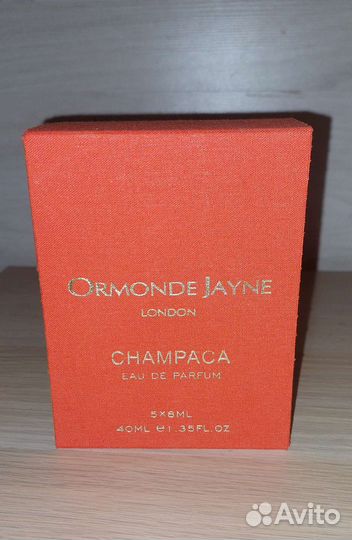 ORMONDE JAYNE
LONDON
CHAMPACA
EAU DE PARFUM
5×8ML
40ML ℮1.35FL.OZ
Avito